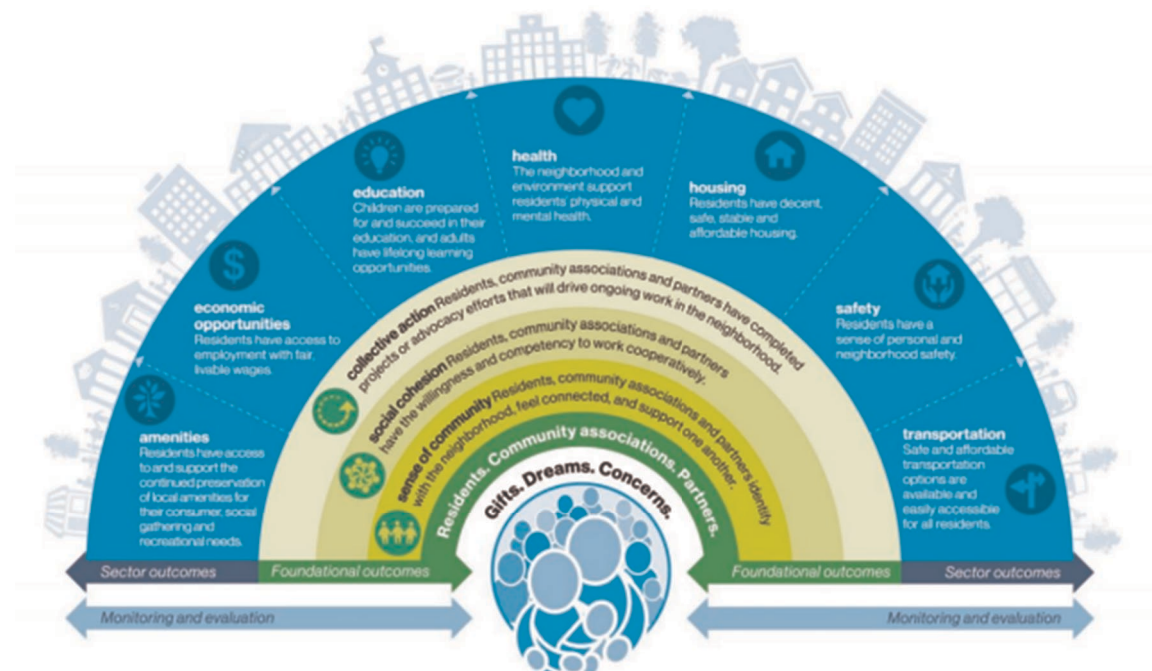 health
The neighborhood and
environment support
residents' physical and
mental health.
education
Children are prepared
for and succeed in their
education, and adults
have lifelong learning
opportunities.
housing
Residents have decent,
safe, stable and
affordable housing.
$
economic
opportunities
Residents have access to
employment with fair,
livable wages.
safety
Residents have a
sense of personal and
neighborhood safety.
amenities
Residents have access
to and support the
continued preservation
of local amenities for
their consumer, social
gathering and
recreational needs.
transportation
Safe and affordable
transportation
options are
available and
easily accessible
for all residents.
collective action Residents, community associations and partners have completed
projects or advocacy efforts that will drive ongoing work in the neighborhood.
social cohesion Residents, community associations and partners
have the willingness and competency to work cooperatively.
sense of community Residents, community associations and partners identify
with the neighborhood, feel connected, and support one another.
Residents. Community associations. Partners.
Gifts. Dreams. Concerns.
Sector outcomes
Foundational outcomes
Foundational outcomes
Sector outcomes
Monitoring and evaluation
Monitoring and evaluation